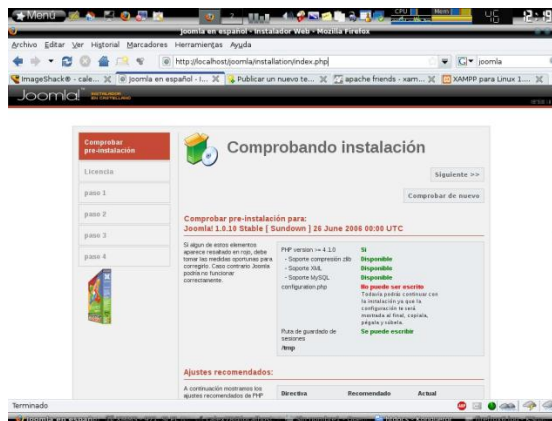 Menú
CPU
Mem
Joomla en español - Instalador Web - Mozilla Firefox
Archivo Editar Ver Historial Marcadores Herramientas Ayuda
http://localhost/joomla/installation/index.php
joomla
ImageShack® - cale... Joomla en español - I... Publicar un nuevo te... apache friends - xam... XAMPP para Linux 1....
Joomla!
Comprobar
pre-instalación
Comprobando instalación
Licencia
Siguiente >>
paso 1
Comprobar de nuevo
paso 2
paso 3
paso 4
Comprobar pre-instalación para:
Joomla! 1.0.10 Stable [ Sundown ] 26 June 2006 00:00 UTC
Si algun de estos elementos
aparece resaltado en rojo, debe
tomar las medidas oportunas para
corregirlo. Caso contrario Joomla
podría no funcionar
correctamente.
PHP version >= 4.1.0 Si
- Soporte compresión zlib Disponible
- Soporte XML Disponible
- Soporte MySQL Disponible
configuration.php No puede ser escrito
Todavía podrás continuar con
la instalación ya que la
configuración te será
mostrada al final, copiala,
pégala y súbela.
Ruta de guardado de
sesiones Se puede escribir
/tmp
Ajustes recomendados:
A continuación mostramos los
ajustes recomendados de PHP
Directiva Recomendado Actual
Terminado